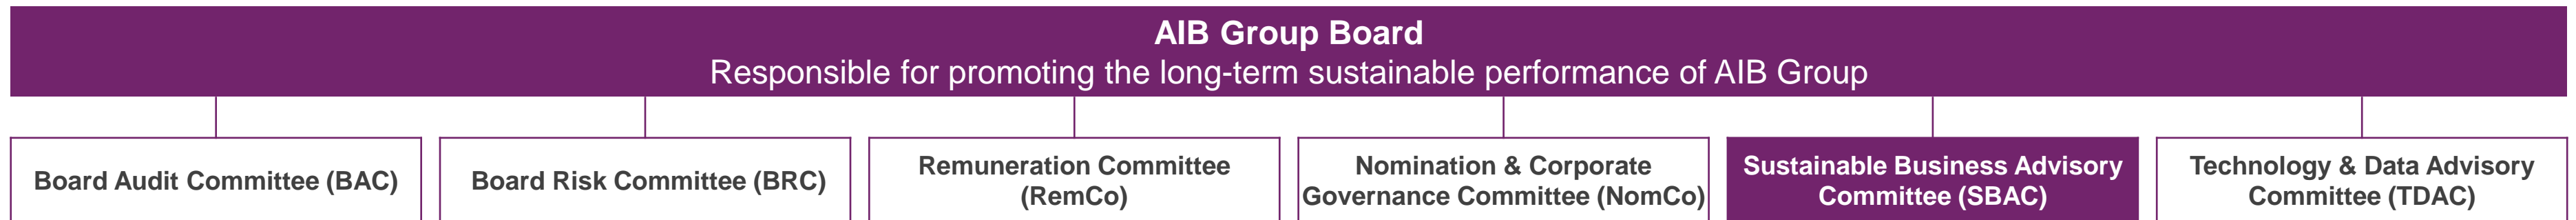 AIB Group Board
Responsible for promoting the long-term sustainable performance of AIB Group
Board Audit Committee (BAC)
Board Risk Committee (BRC)
Remuneration Committee
(RemCo)
Nomination & Corporate
Governance Committee (NomCo)
Sustainable Business Advisory
Committee (SBAC)
Technology & Data Advisory
Committee (TDAC)